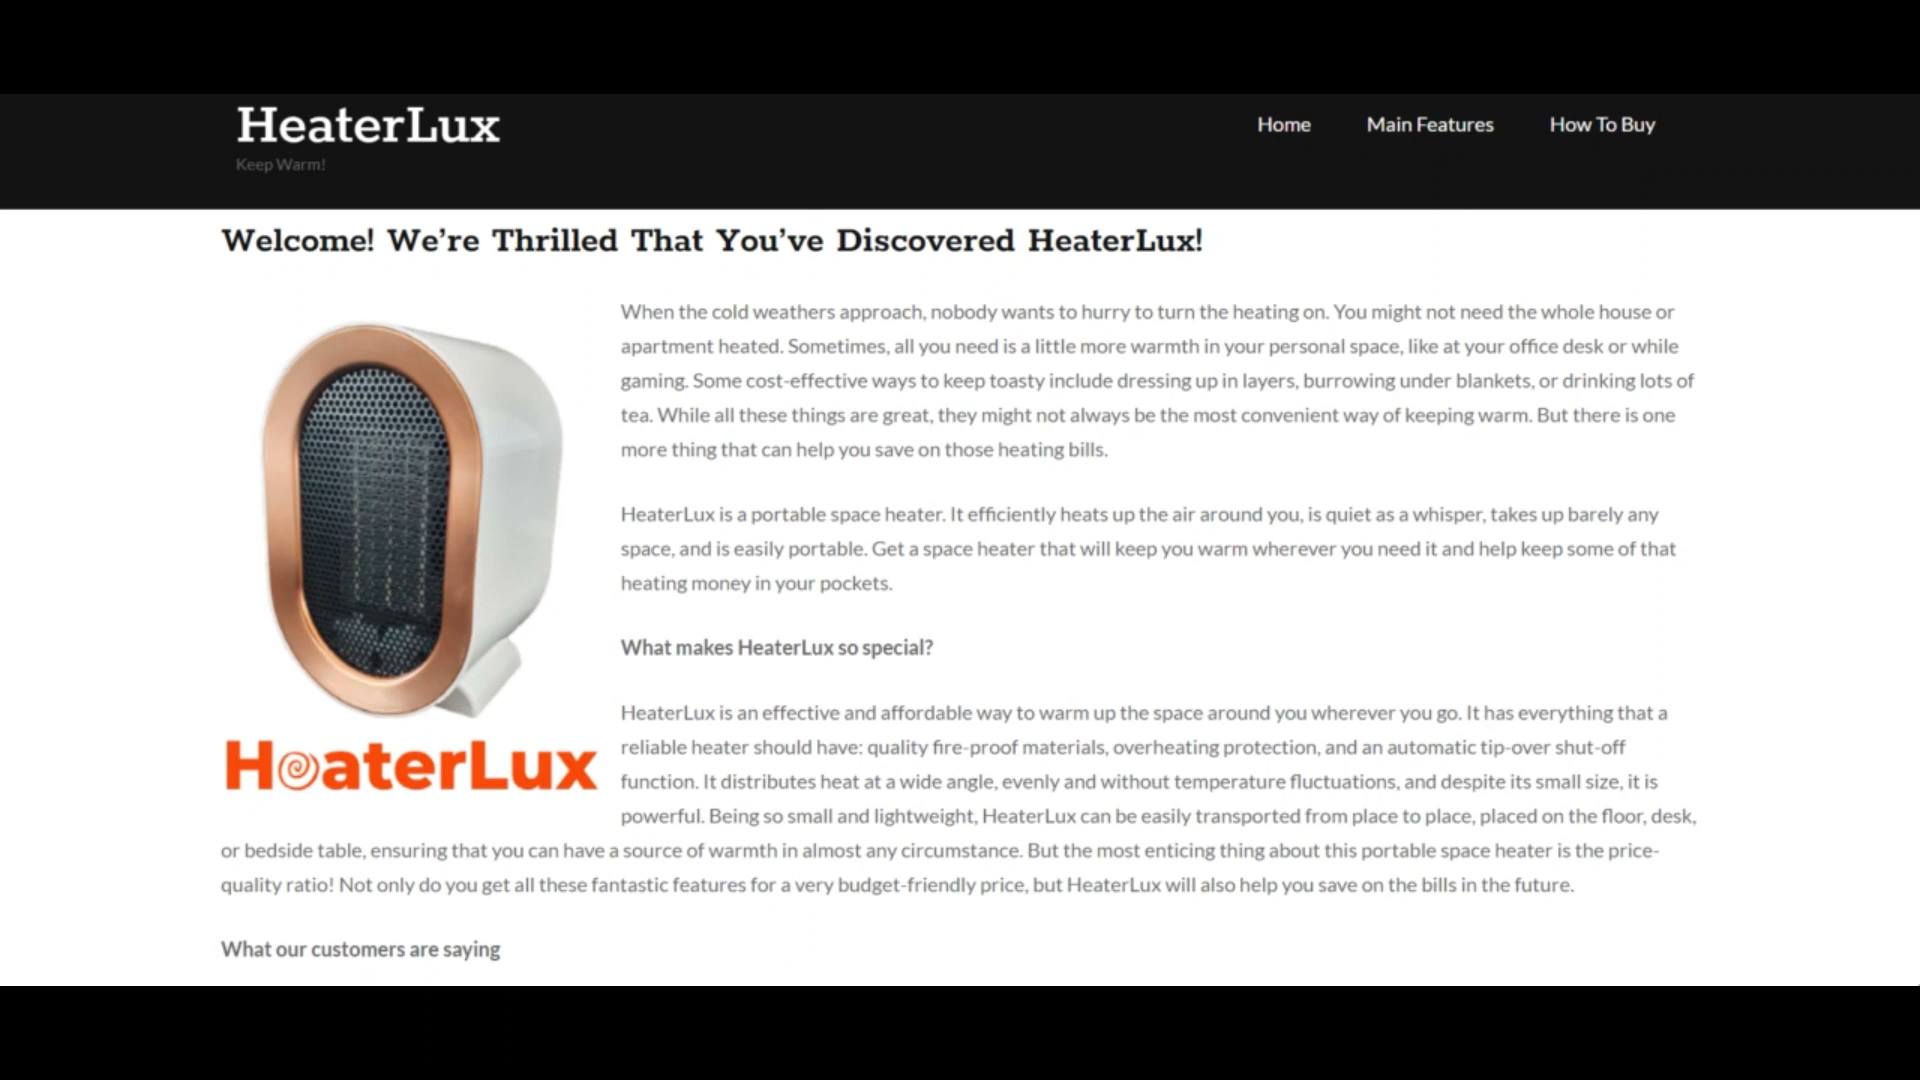 HeaterLux
Keep Warm!
Home
Main Features
How To Buy
Welcome! We’re Thrilled That You’ve Discovered HeaterLux!
When the cold weathers approach, nobody wants to hurry to turn the heating on. You might not need the whole house or
apartment heated. Sometimes, all you need is a little more warmth in your personal space, like at your office desk or while
gaming. Some cost-effective ways to keep toasty include dressing up in layers, burrowing under blankets, or drinking lots of
tea. While all these things are great, they might not always be the most convenient way of keeping warm. But there is one
more thing that can help you save on those heating bills.
HeaterLux is a portable space heater. It efficiently heats up the air around you, is quiet as a whisper, takes up barely any
space, and is easily portable. Get a space heater that will keep you warm wherever you need it and help keep some of that
heating money in your pockets.
What makes HeaterLux so special?
HeaterLux
HeaterLux is an effective and affordable way to warm up the space around you wherever you go. It has everything that a
reliable heater should have: quality fire-proof materials, overheating protection, and an automatic tip-over shut-off
function. It distributes heat at a wide angle, evenly and without temperature fluctuations, and despite its small size, it is
powerful. Being so small and lightweight, HeaterLux can be easily transported from place to place, placed on the floor, desk,
or bedside table, ensuring that you can have a source of warmth in almost any circumstance. But the most enticing thing about this portable space heater is the price-
quality ratio! Not only do you get all these fantastic features for a very budget-friendly price, but HeaterLux will also help you save on the bills in the future.
What our customers are saying